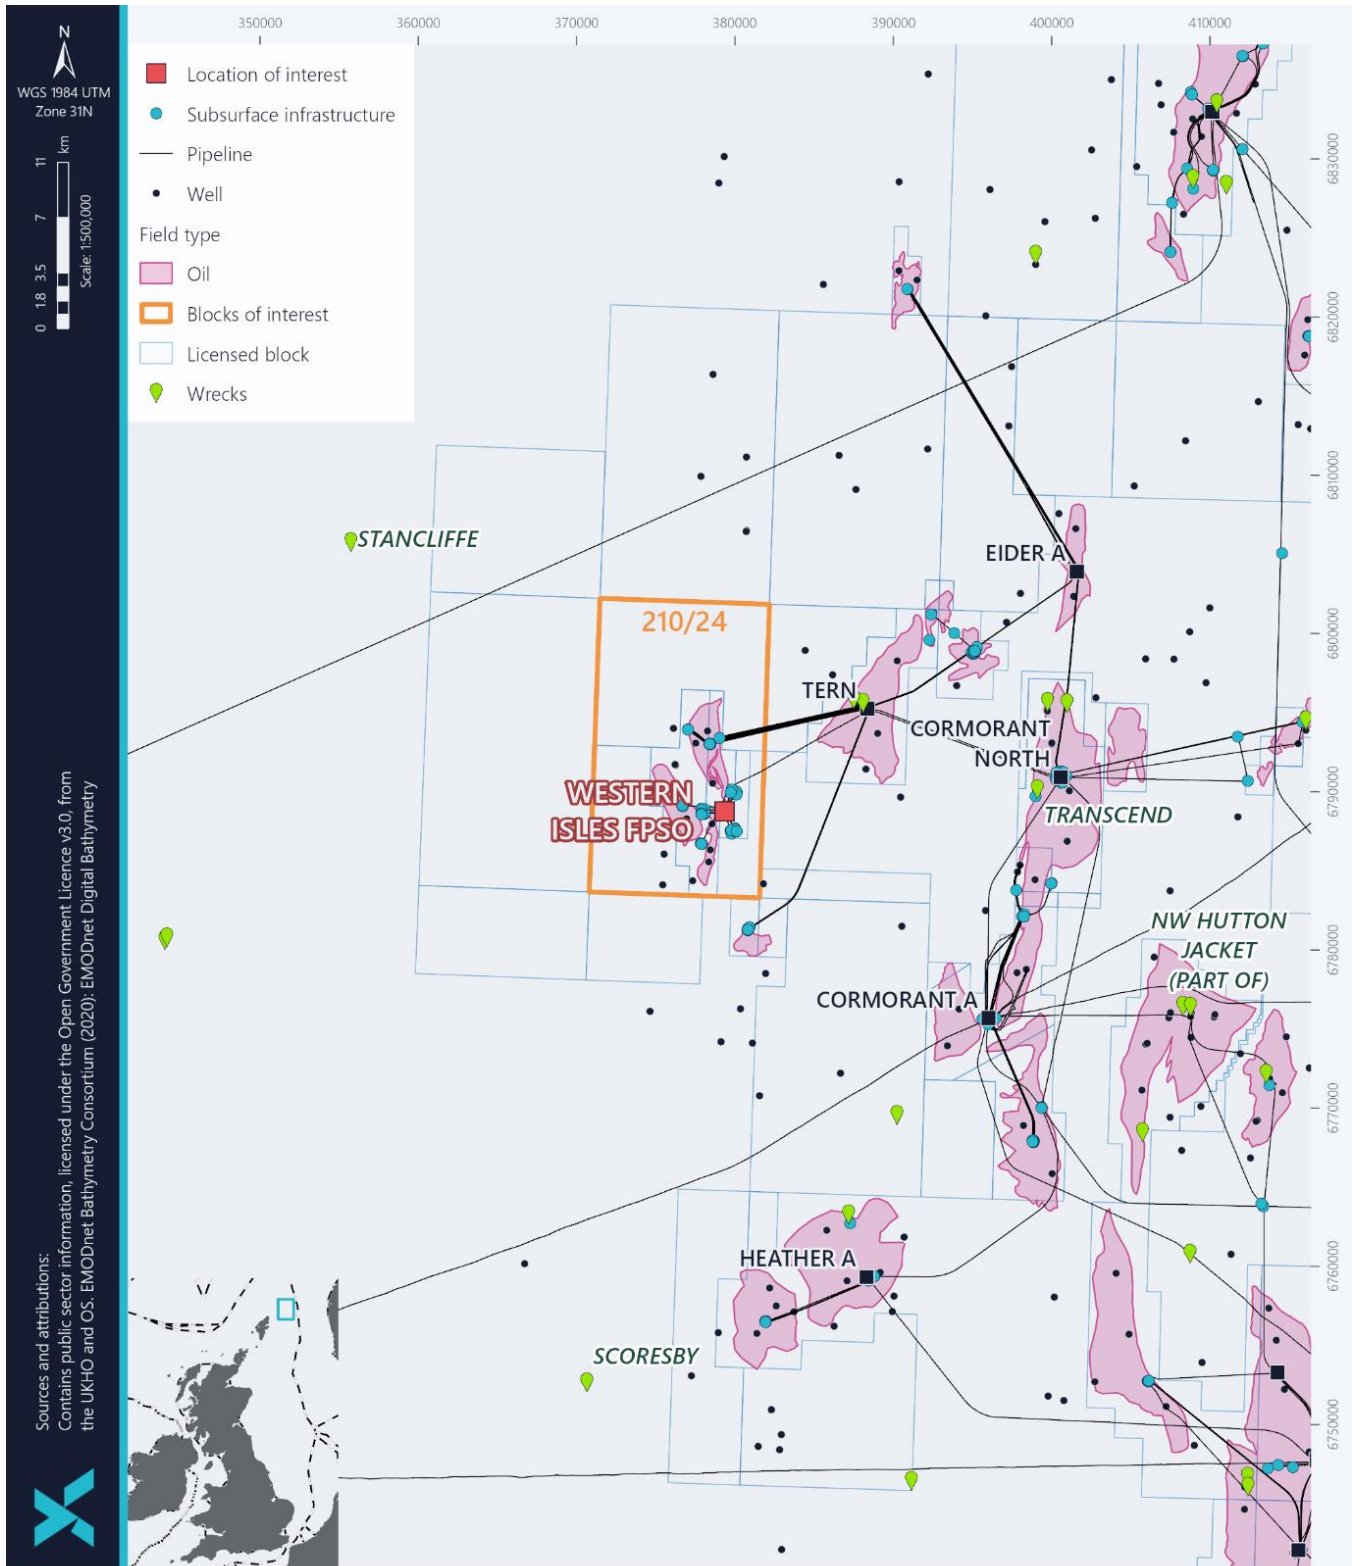 N
WGS 1984 UTM
Zone 31N
0 1.8 3.5 7 11 km
Scale: 1:500,000
350000 360000 370000 380000 390000 400000 410000
Location of interest
Subsurface infrastructure
Pipeline
Well
Field type
Oil
Blocks of interest
Licensed block
Wrecks
6830000
6820000
6810000
6800000
6790000
6780000
6770000
6760000
6750000
STANCLIFFE
EIDER A
210/24
TERN
CORMORANT
NORTH
WESTERN
ISLES FPSO
TRANSCEND
NW HUTTON
JACKET
(PART OF)
CORMORANT A
HEATHER A
SCORESBY
Sources and attributions:
Contains public sector information, licensed under the Open Government Licence v3.0, from
the UKHO and OS. EMODnet Bathymetry Consortium (2020): EMODnet Digital Bathymetry